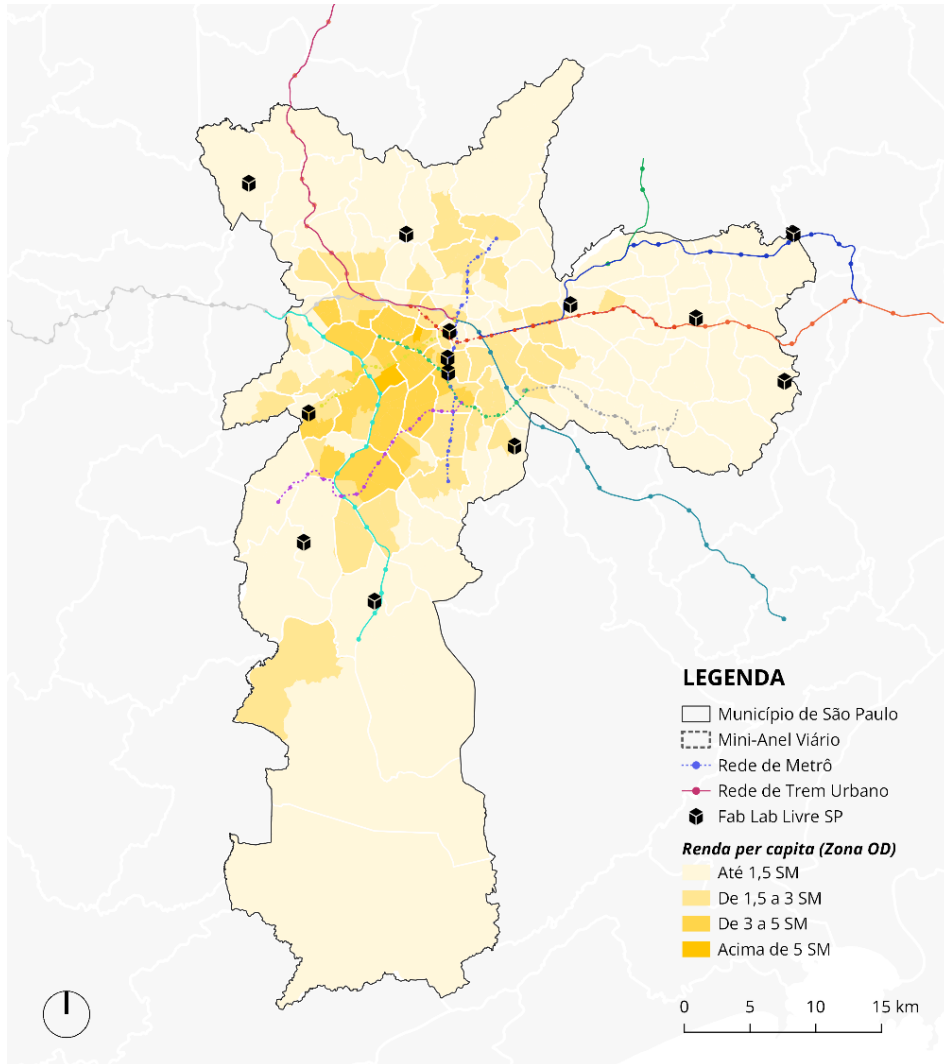 LEGENDA
Município de São Paulo
Mini-Anel Viário
Rede de Metrô
Rede de Trem Urbano
Fab Lab Livre SP
Renda per capita (Zona OD)
Até 1,5 SM
De 1,5 a 3 SM
De 3 a 5 SM
Acima de 5 SM
0 5 10 15 km